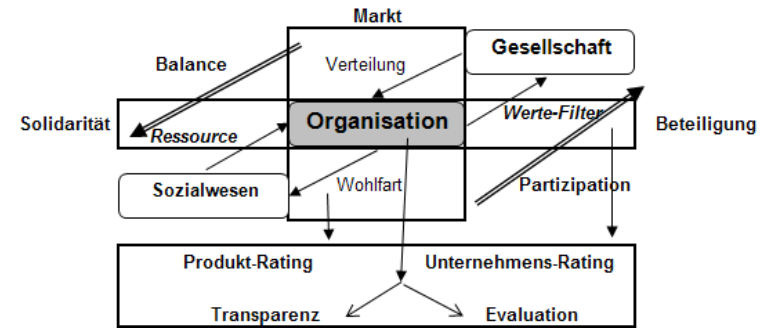 Markt
Gesellschaft
Balance
Verteilung
Solidarität
Ressource
Organisation
Werte-Filter
Beteiligung
Sozialwesen
Wohlfart
Partizipation
Produkt-Rating
Unternehmens-Rating
Transparenz
Evaluation